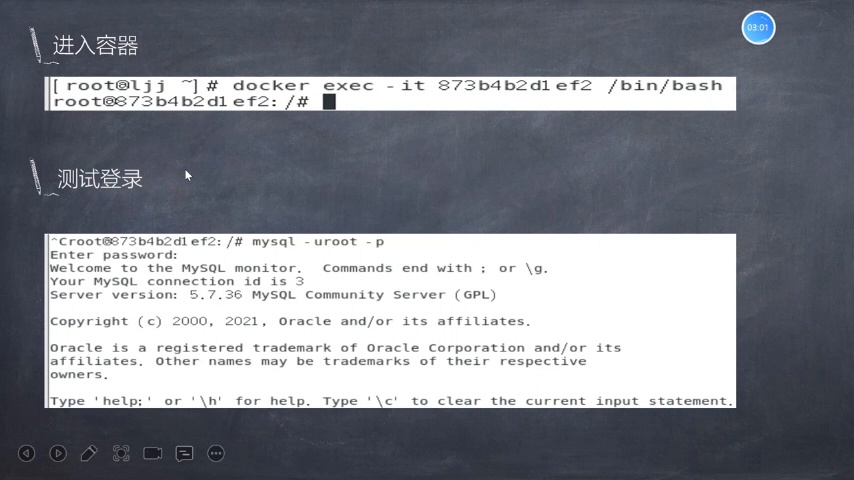 03:01
进入容器
[root@ljj ~]# docker exec -it 873b4b2d1ef2 /bin/bash
root@873b4b2d1ef2:/#
测试登录
^Croot@873b4b2d1ef2:/# mysql -uroot -p
Enter password:
Welcome to the MySQL monitor.  Commands end with ; or \g.
Your MySQL connection id is 3
Server version: 5.7.36 MySQL Community Server (GPL)
Copyright (c) 2000, 2021, Oracle and/or its affiliates.
Oracle is a registered trademark of Oracle Corporation and/or its
affiliates. Other names may be trademarks of their respective
owners.
Type 'help;' or '\h' for help. Type '\c' to clear the current input statement.